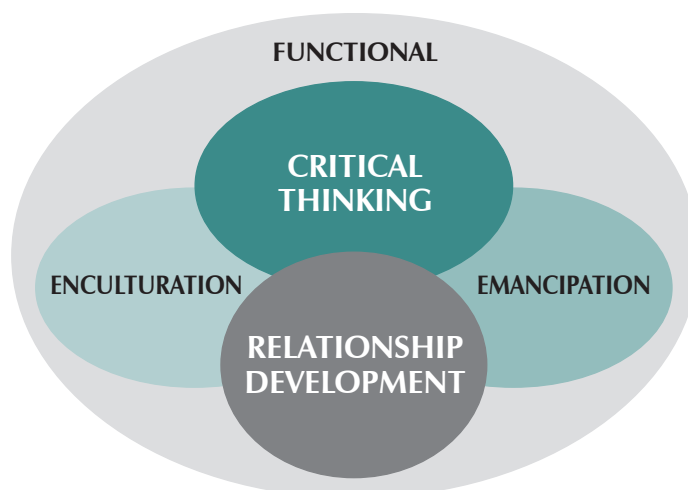 FUNCTIONAL
CRITICAL
THINKING
ENCULTURATION
EMANCIPATION
RELATIONSHIP
DEVELOPMENT